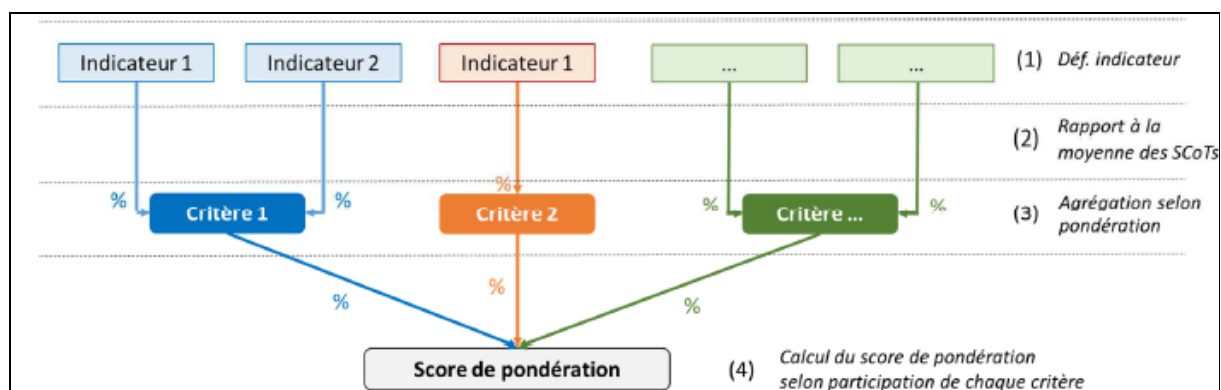 Indicateur 1
Indicateur 2
Indicateur 1
...
...
(1) Déf. indicateur
(2) Rapport à la
moyenne des SCoTs
%
%
%
%
%
Critère 1
Critère 2
Critère ...
(3) Agrégation selon
pondération
%
%
%
Score de pondération
(4) Calcul du score de pondération
selon participation de chaque critère